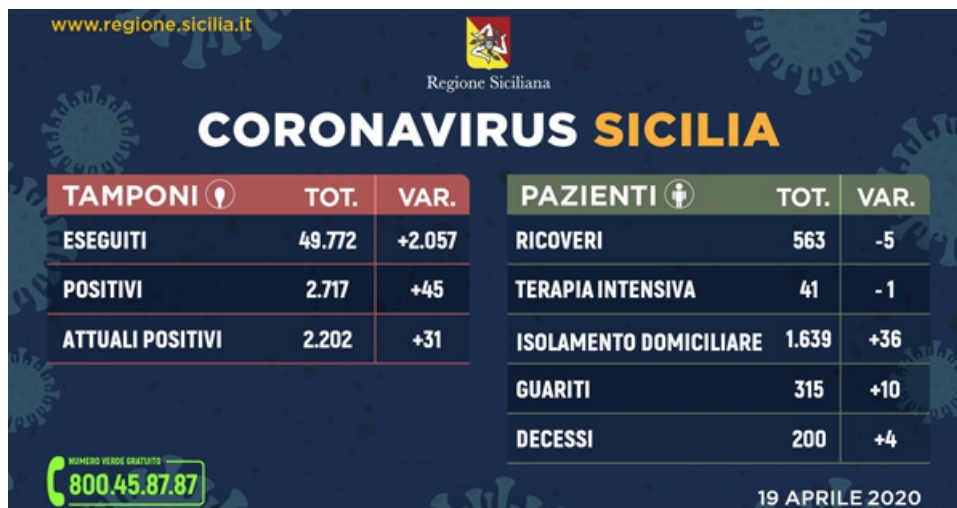 www.regione.sicilia.it
Regione Siciliana
CORONAVIRUS SICILIA
TAMPONI TOT. VAR.
ESEGUITI 49.772 +2.057
POSITIVI 2.717 +45
ATTUALI POSITIVI 2.202 +31
PAZIENTI TOT. VAR.
RICOVERI 563 -5
TERAPIA INTENSIVA 41 - 1
ISOLAMENTO DOMICILIARE 1.639 +36
GUARITI 315 +10
DECESSI 200 +4
NUMERO VERDE GRATUITO
800.45.87.87
19 APRILE 2020